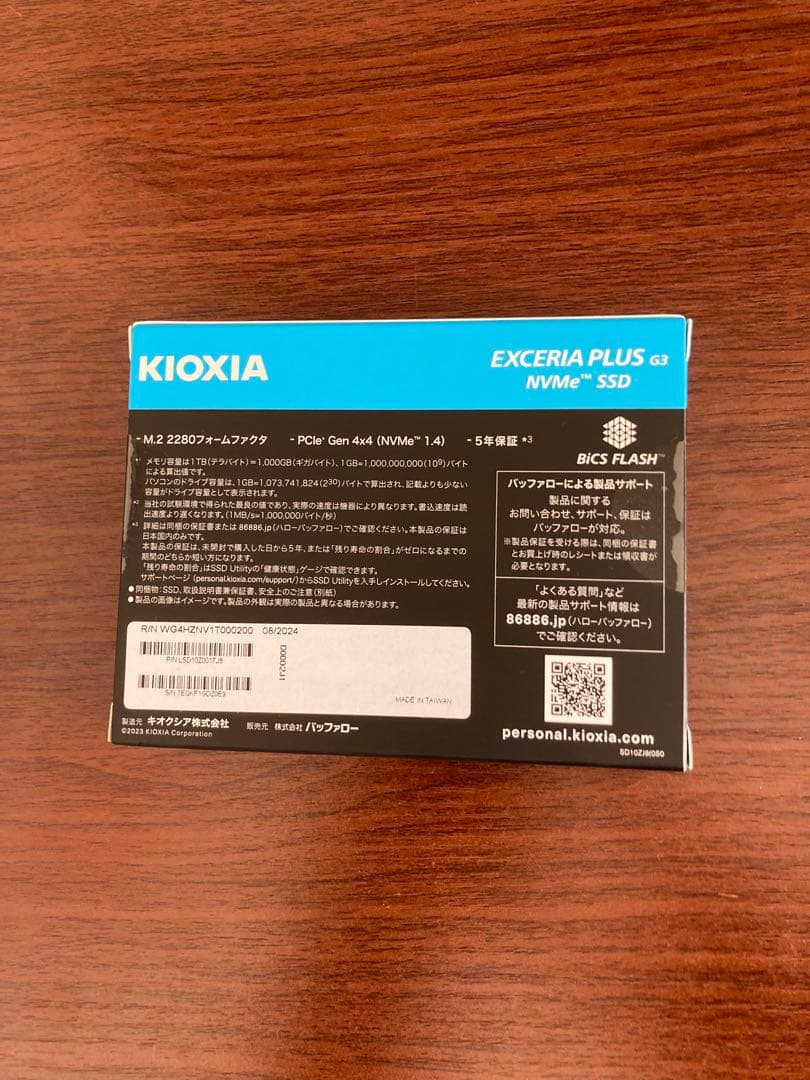 KIOXIA
EXCERIA PLUS G3
NVMe™ SSD
- M.2 2280フォームファクタ - PCIe® Gen 4x4 (NVMe™ 1.4) - 5年保証 *3
BiCS FLASH™
*1 メモリ容量は1TB(テラバイト)=1,000GB(ギガバイト)、1GB=1,000,000,000(10⁹)バイト
による算出値です。
パソコンのドライブ容量は、1GB=1,073,741,824(2³⁰)バイトで算出され、記載よりも少ない
容量がドライブ容量として表示されます。
*2 当社の試験環境で得られた最良の値であり、実際の速度は機器により異なります。書込速度は読
出速度より遅くなります。(1MB/s=1,000,000バイト/秒)
*3 詳細は同梱の保証書または 86886.jp(ハローバッファロー)でご確認ください。本製品の保証は
日本国内のみです。
本製品の保証は、未開封で購入した日から5年、または「残り寿命の割合」がゼロになるまでの
期間のどちらか短い方になります。
「残り寿命の割合」はSSD Utilityの「健康状態」ゲージで確認できます。
サポートページ (personal.kioxia.com/support/)からSSD Utilityを入手しインストールしてください。
●同梱物:SSD、取扱説明書兼保証書、安全上のご注意(別紙)
●製品の画像はイメージです。製品の外観は実際の製品と異なる場合があります。
バッファローによる製品サポート
製品に関する
お問い合わせ、サポート、保証は
バッファローが対応。
※製品保証を受ける際は、同梱の保証書
とお買上げ時のレシートまたは領収書が
必要となります。
「よくある質問」など
最新の製品サポート情報は
86886.jp(ハローバッファロー)
でご確認ください。
R/N WG4HZNV1T000200 08/2024
P/N LSD10Z001TJ8
D0002J1
MADE IN TAIWAN
製造元 キオクシア株式会社 販売元 株式会社 バッファロー
©2023 KIOXIA Corporation
personal.kioxia.com